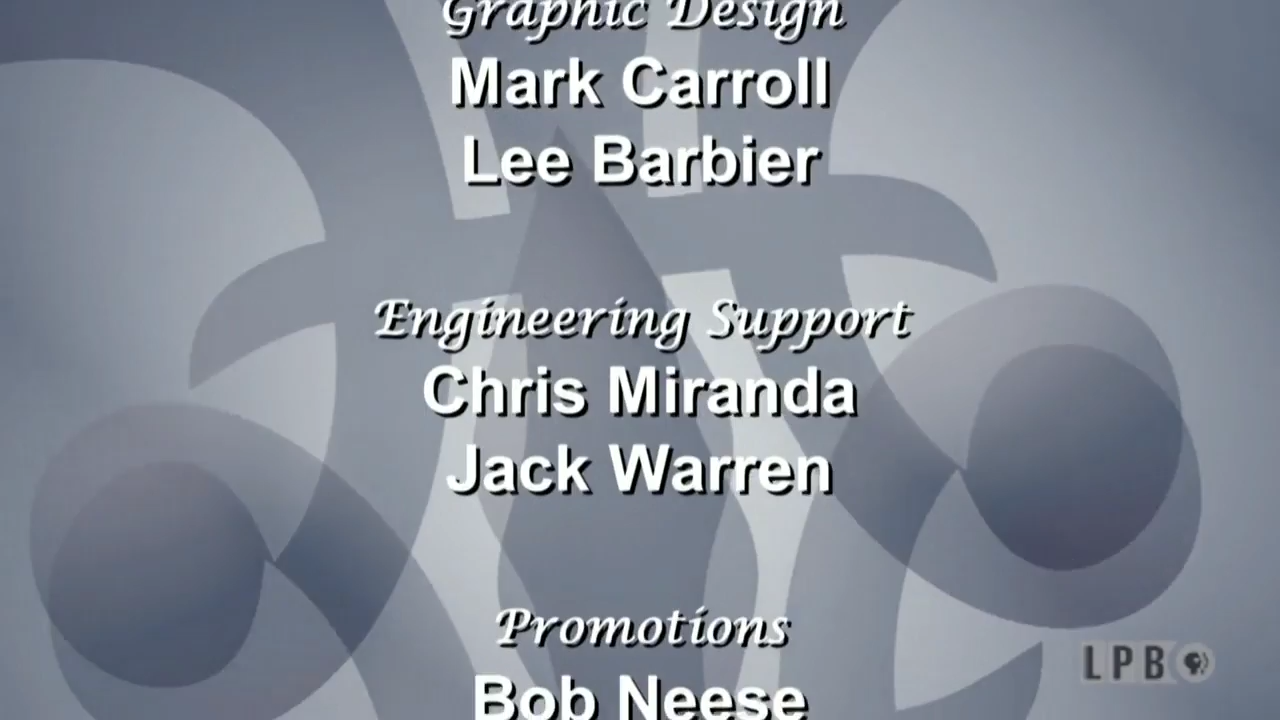 Graphic Design
Mark Carroll
Lee Barbier
Engineering Support
Chris Miranda
Jack Warren
Promotions
Bob Neese
LPB